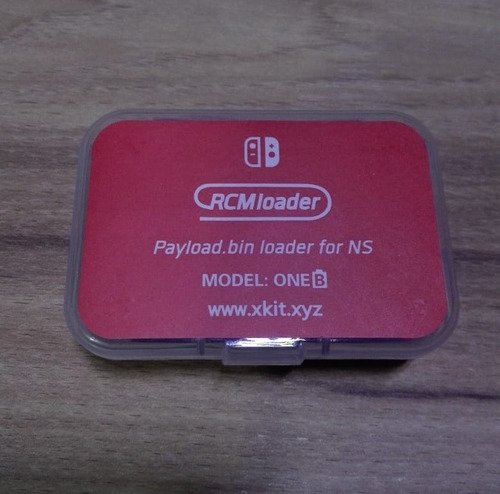 RCMloader
Payload.bin loader for NS
MODEL: ONE B
www.xkit.xyz